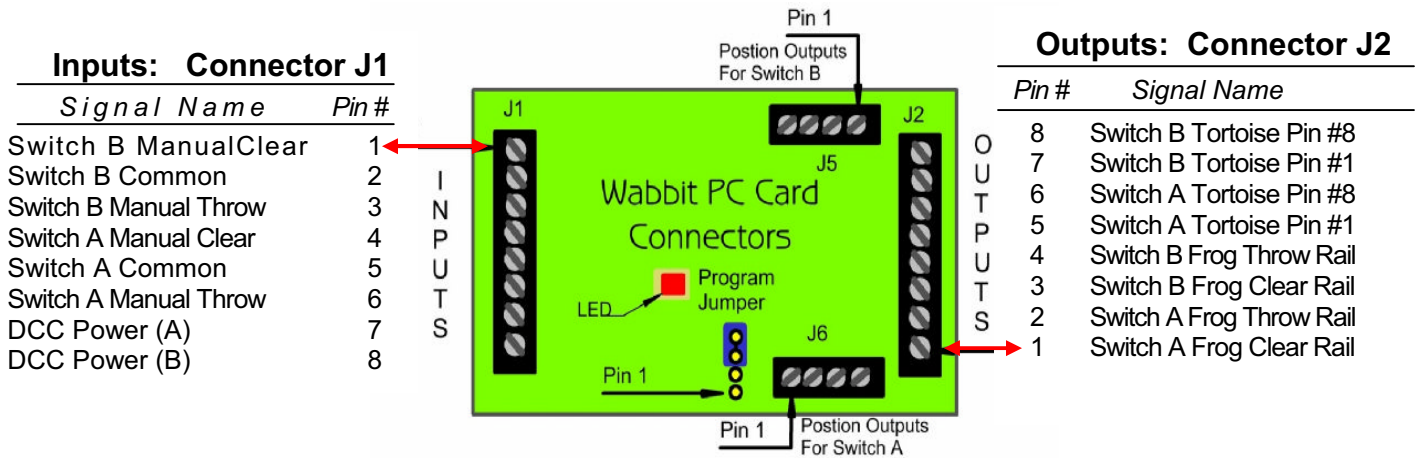 Inputs: Connector J1
Signal Name Pin #
Switch B ManualClear 1
Switch B Common 2
Switch B Manual Throw 3
Switch A Manual Clear 4
Switch A Common 5
Switch A Manual Throw 6
DCC Power (A) 7
DCC Power (B) 8
INPUTS
Pin 1
Postion Outputs
For Switch B
J1
J2
J5
Wabbit PC Card
Connectors
Program
Jumper
LED
J6
Pin 1
Pin 1
Postion Outputs
For Switch A
OUTPUTS
Outputs: Connector J2
Pin # Signal Name
8 Switch B Tortoise Pin #8
7 Switch B Tortoise Pin #1
6 Switch A Tortoise Pin #8
5 Switch A Tortoise Pin #1
4 Switch B Frog Throw Rail
3 Switch B Frog Clear Rail
2 Switch A Frog Throw Rail
1 Switch A Frog Clear Rail